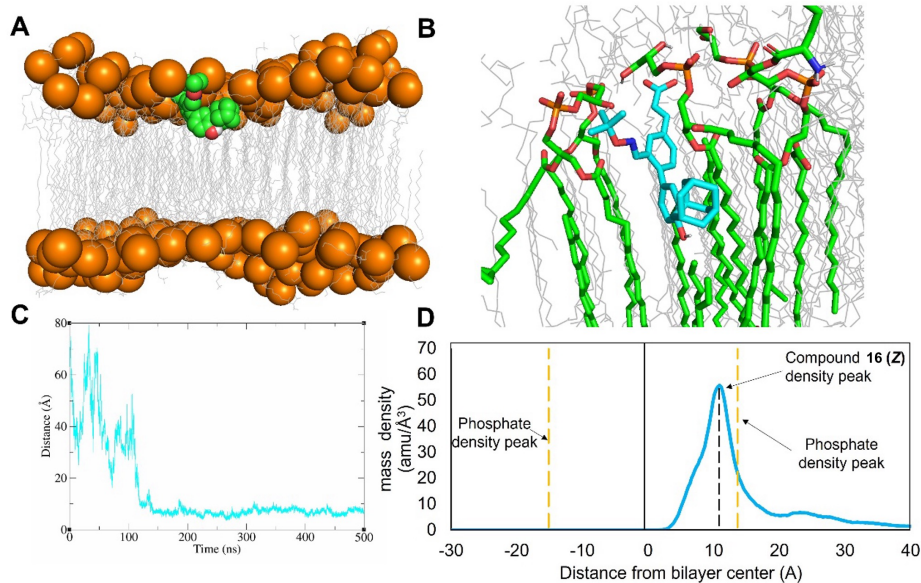 A
B
C
80
60
40
20
0
Distance (Å)
0
100
200
300
400
500
Time (ns)
D
70
60
50
40
30
20
10
0
mass density
(amu/Å³)
Phosphate
density peak
Compound 16 (Z)
density peak
Phosphate
density peak
-30
-20
-10
0
10
20
30
40
Distance from bilayer center (A)